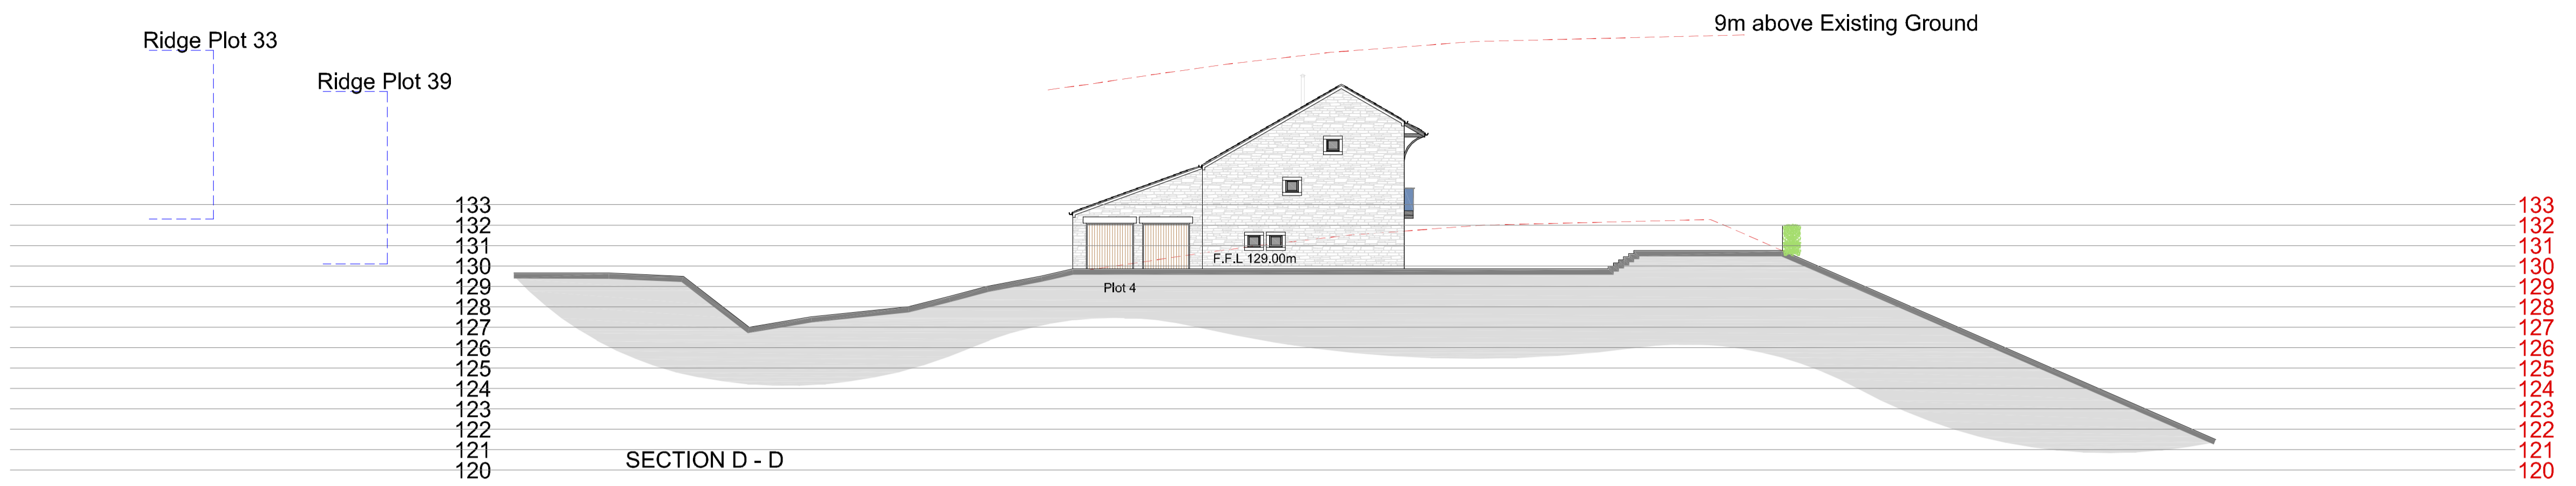 9m above Existing Ground
Ridge Plot 33
Ridge Plot 39
133 133
132 132
131 131
F.F.L 129.00m
130 130
129 Plot 4 129
128 128
127 127
126 126
125 125
124 124
123 123
122 122
121 121
SECTION D - D
120 120